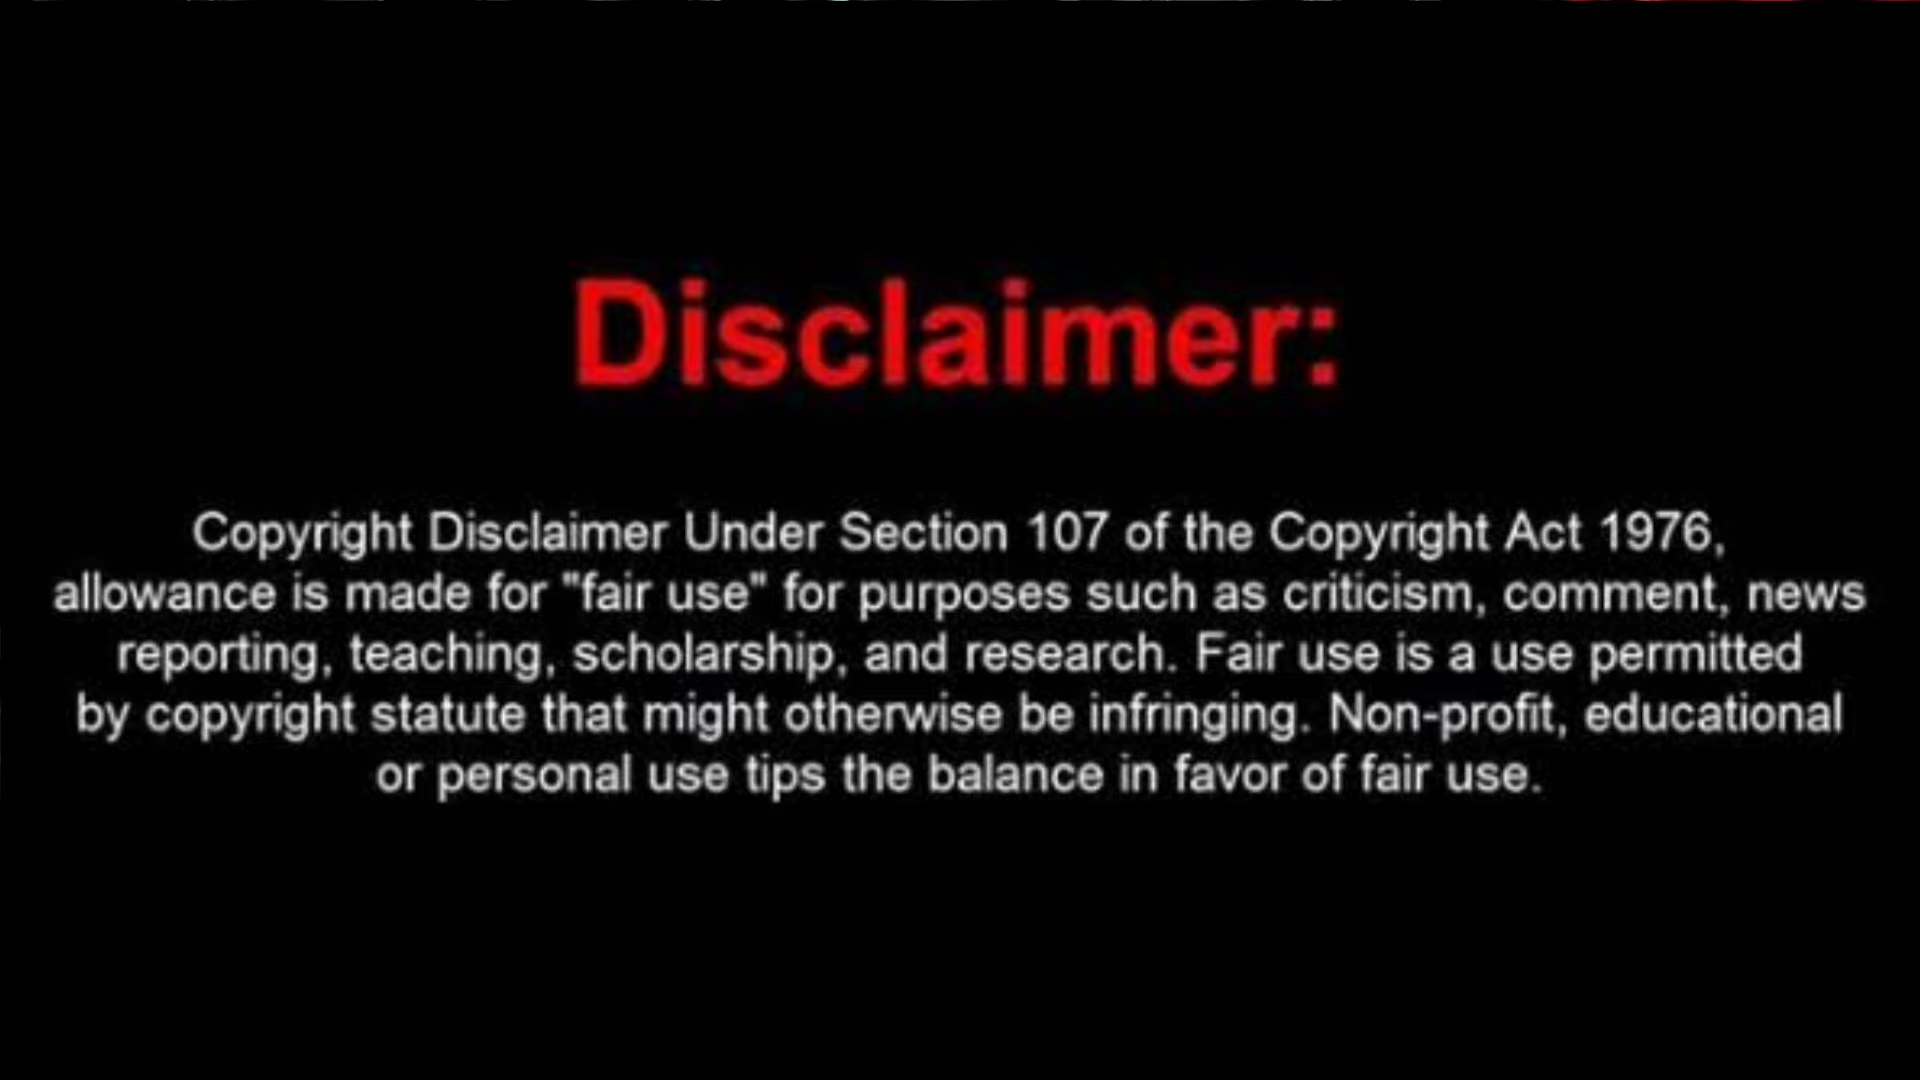 Disclaimer:
Copyright Disclaimer Under Section 107 of the Copyright Act 1976,
allowance is made for "fair use" for purposes such as criticism, comment, news
reporting, teaching, scholarship, and research. Fair use is a use permitted
by copyright statute that might otherwise be infringing. Non-profit, educational
or personal use tips the balance in favor of fair use.